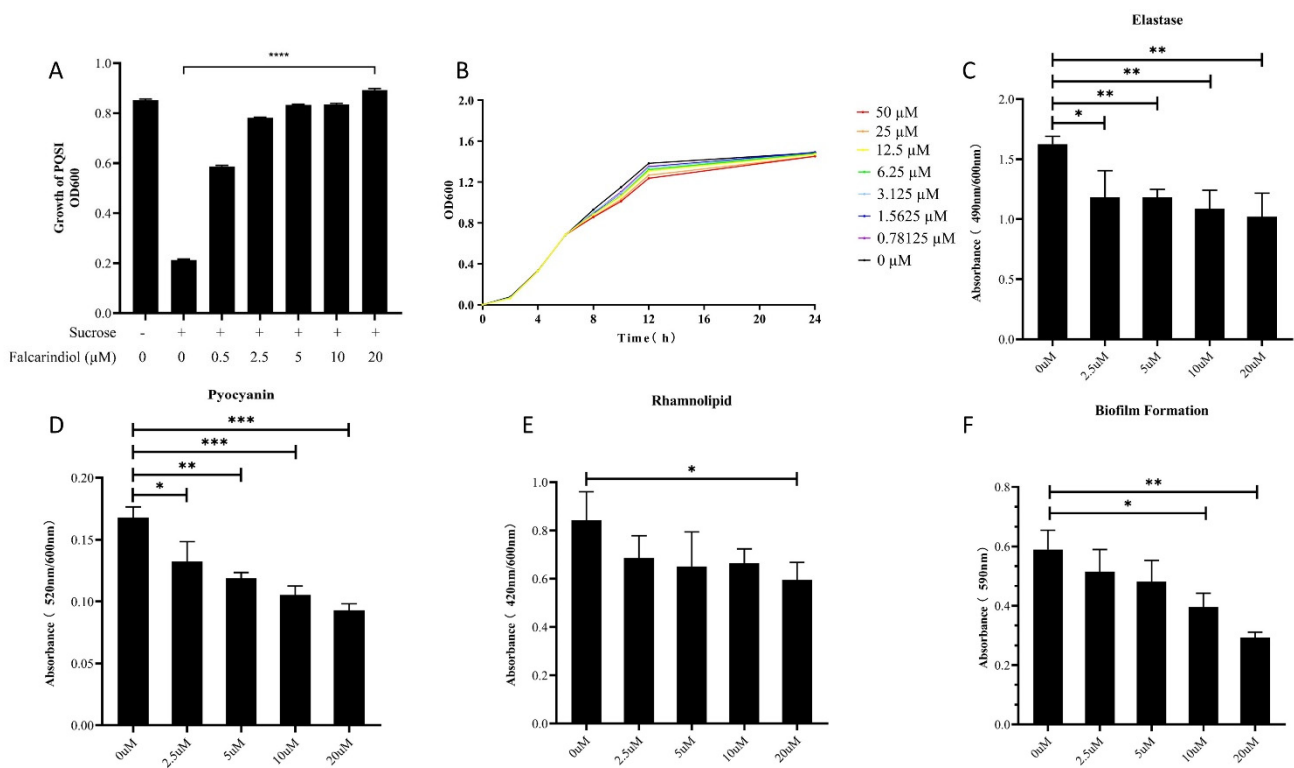 A
****
Growth of PQSI
OD600
1.0
0.8
0.6
0.4
0.2
0.0
Sucrose - + + + + + +
Falcarindiol (µM) 0 0 0.5 2.5 5 10 20
B
OD600
2.0
1.6
1.2
0.8
0.4
0.0
0 4 8 12 16 20 24
Time( h)
50 µM
25 µM
12.5 µM
6.25 µM
3.125 µM
1.5625 µM
0.78125 µM
0 µM
Elastase
C
**
**
**
*
Absorbance ( 490nm/600nm)
2.0
1.5
1.0
1.5
0.0
0uM 2.5uM 5uM 10uM 20uM
Pyocyanin
D
***
***
**
*
Absorbance ( 520nm/600nm)
0.20
0.15
0.10
0.05
0.00
0uM 2.5uM 5uM 10uM 20uM
Rhamnolipid
E
*
Absorbance ( 420nm/600nm)
1.0
0.8
0.6
0.4
0.2
0.0
0uM 2.5uM 5uM 10uM 20uM
Biofilm Formation
F
**
*
Absorbance ( 590nm)
0.8
0.6
0.4
0.2
0.0
0uM 2.5uM 5uM 10uM 20uM